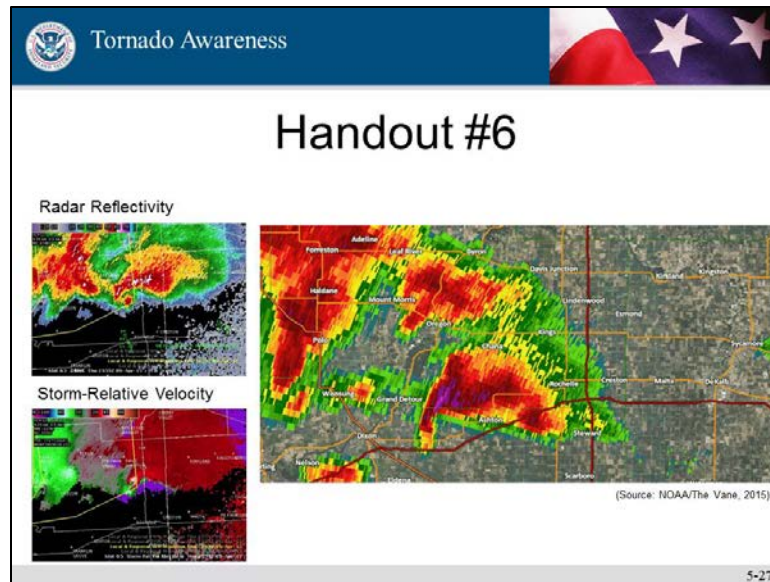 Tornado Awareness
Handout #6
Radar Reflectivity
Storm-Relative Velocity
Adeline
Forreston
Leaf River
Byron
Davis Junction
Kirkland
Kingston
Haldane
Mount Morris
Lindenwood
Esmond
Oregon
Kings
Sycamore
Polo
Chana
Rochelle
Creston
Malta
DeKalb
Woosung
Grand Detour
Ashton
Steward
Dixon
Nelson
Eldena
Scarboro
(Source: NOAA/The Vane, 2015)
5-27